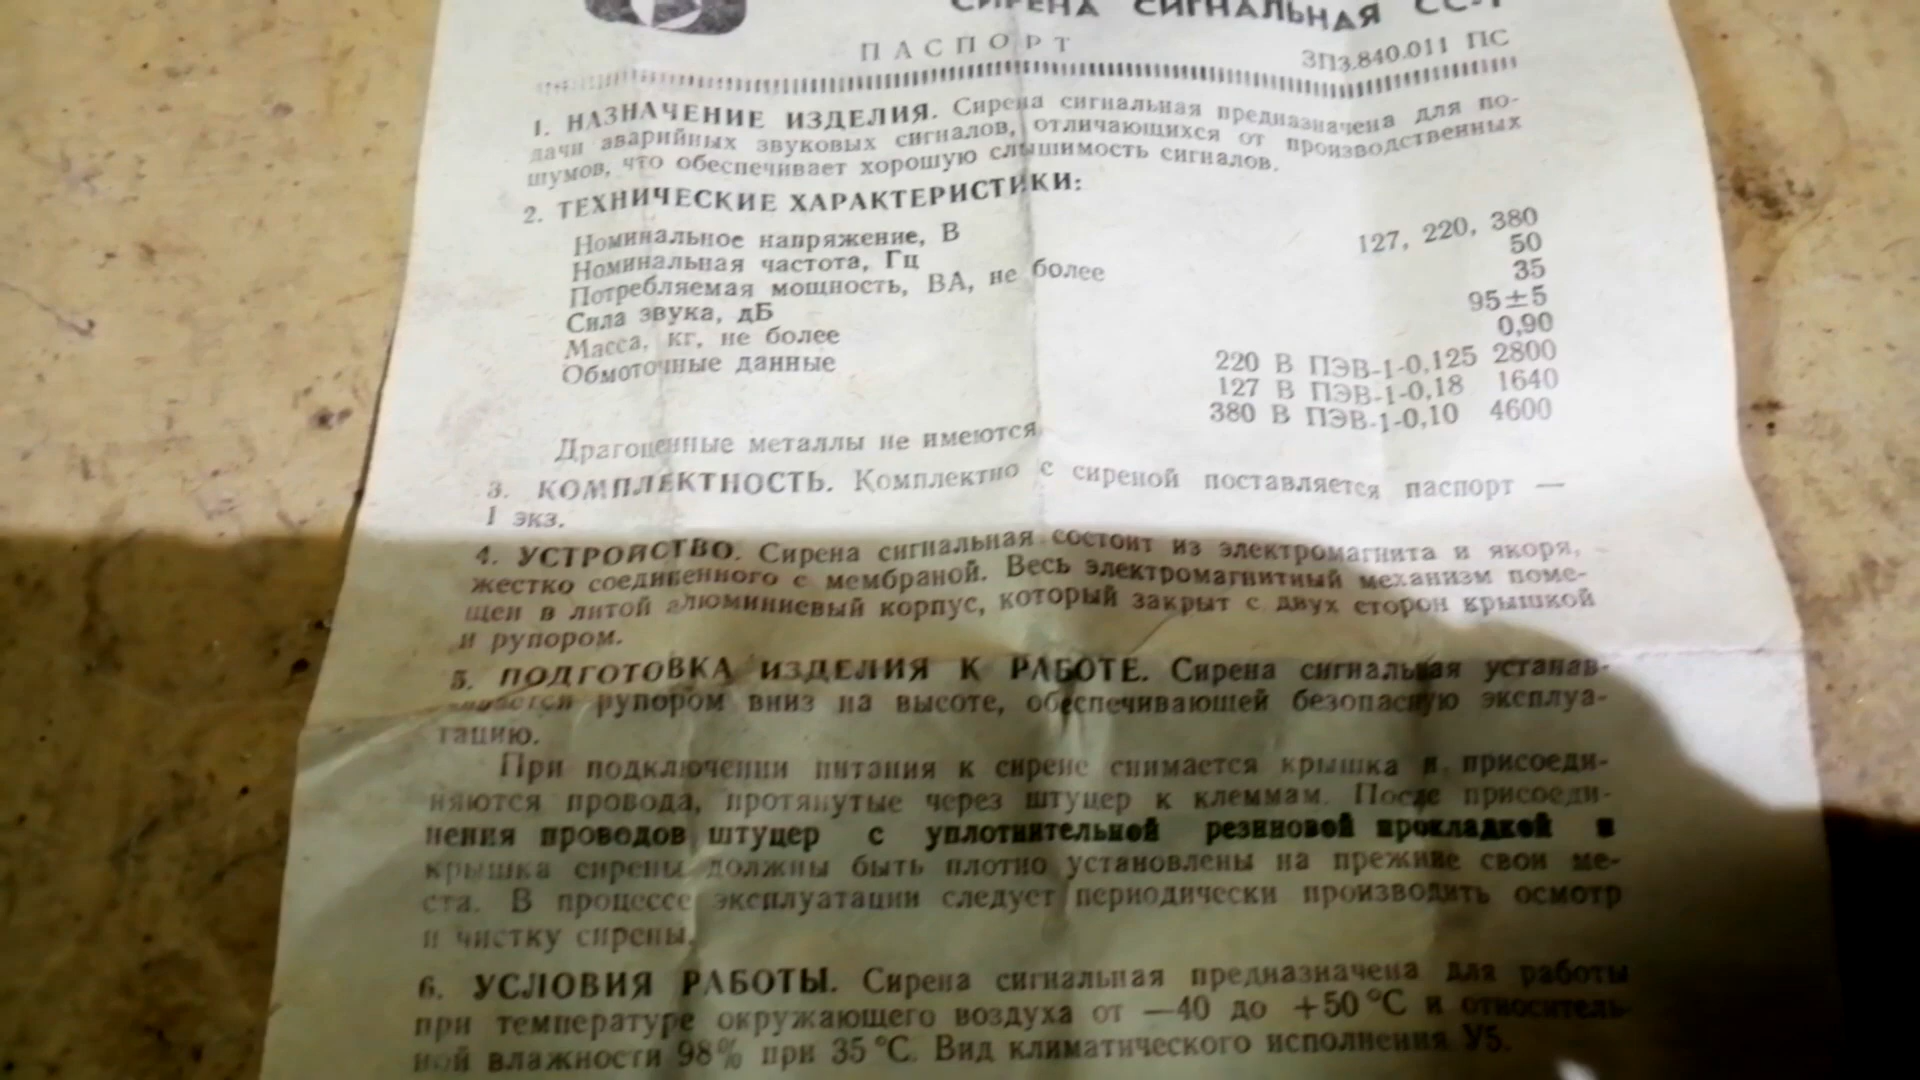 СИРЕНА СИГНАЛЬНАЯ СС-1
ПАСПОРТ
3П3.840.011 ПС
1. НАЗНАЧЕНИЕ ИЗДЕЛИЯ. Сирена сигнальная предназначена для по-
дачи аварийных звуковых сигналов, отличающихся от производственных
шумов, что обеспечивает хорошую слышимость сигналов.
2. ТЕХНИЧЕСКИЕ ХАРАКТЕРИСТИКИ:
Номинальное напряжение, В 127, 220, 380
Номинальная частота, Гц 50
Потребляемая мощность, ВА, не более 35
Сила звука, дБ 95±5
Масса, кг, не более 0,90
Обмоточные данные 220 В ПЭВ-1-0,125 2800
127 В ПЭВ-1-0,18 1640
380 В ПЭВ-1-0,10 4600
Драгоценные металлы не имеются
3. КОМПЛЕКТНОСТЬ. Комплектно с сиреной поставляется паспорт —
1 экз.
4. УСТРОЙСТВО. Сирена сигнальная состоит из электромагнита и якоря,
жестко соединенного с мембраной. Весь электромагнитный механизм поме-
щен в литой алюминиевый корпус, который закрыт с двух сторон крышкой
и рупором.
5. ПОДГОТОВКА ИЗДЕЛИЯ К РАБОТЕ. Сирена сигнальная устанав-
ливается рупором вниз на высоте, обеспечивающей безопасную эксплуа-
тацию.
При подключении питания к сирене снимается крышка и присоеди-
няются провода, протянутые через штуцер к клеммам. После присоеди-
нения проводов штуцер с уплотнительной резиновой прокладкой и
крышка сирены должны быть плотно установлены на прежние свои ме-
ста. В процессе эксплуатации следует периодически производить осмотр
и чистку сирены.
6. УСЛОВИЯ РАБОТЫ. Сирена сигнальная предназначена для работы
при температуре окружающего воздуха от —40 до +50 °С и относитель-
ной влажности 98% при 35 °С. Вид климатического исполнения У5.